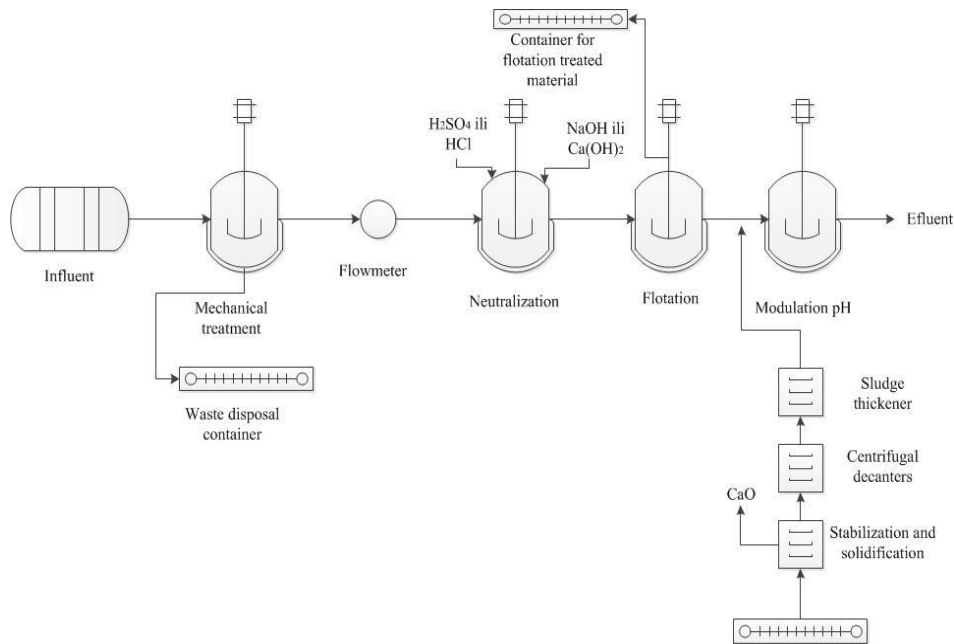 Container for
flotation treated
material
H₂SO₄ ili
HCl
NaOH ili
Ca(OH)₂
Influent
Flowmeter
Neutralization
Flotation
Modulation pH
Efluent
Mechanical
treatment
Waste disposal
container
Sludge
thickener
Centrifugal
decanters
CaO
Stabilization and
solidification